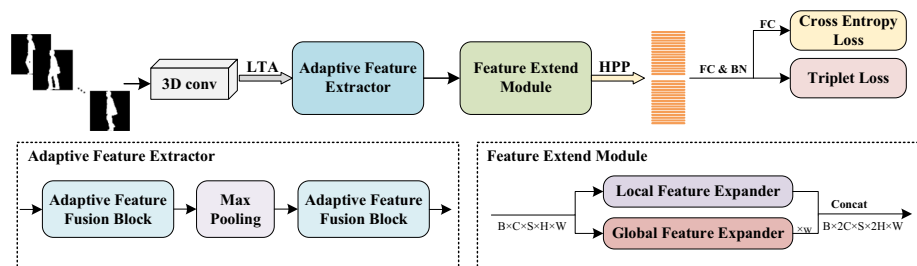 3D conv
LTA
Adaptive Feature
Extractor
Feature Extend
Module
HPP
FC & BN
FC
Cross Entropy
Loss
Triplet Loss
Adaptive Feature Extractor
Adaptive Feature
Fusion Block
Max
Pooling
Adaptive Feature
Fusion Block
Feature Extend Module
B×C×S×H×W
Local Feature Expander
Global Feature Expander
×W
Concat
B×2C×S×2H×W